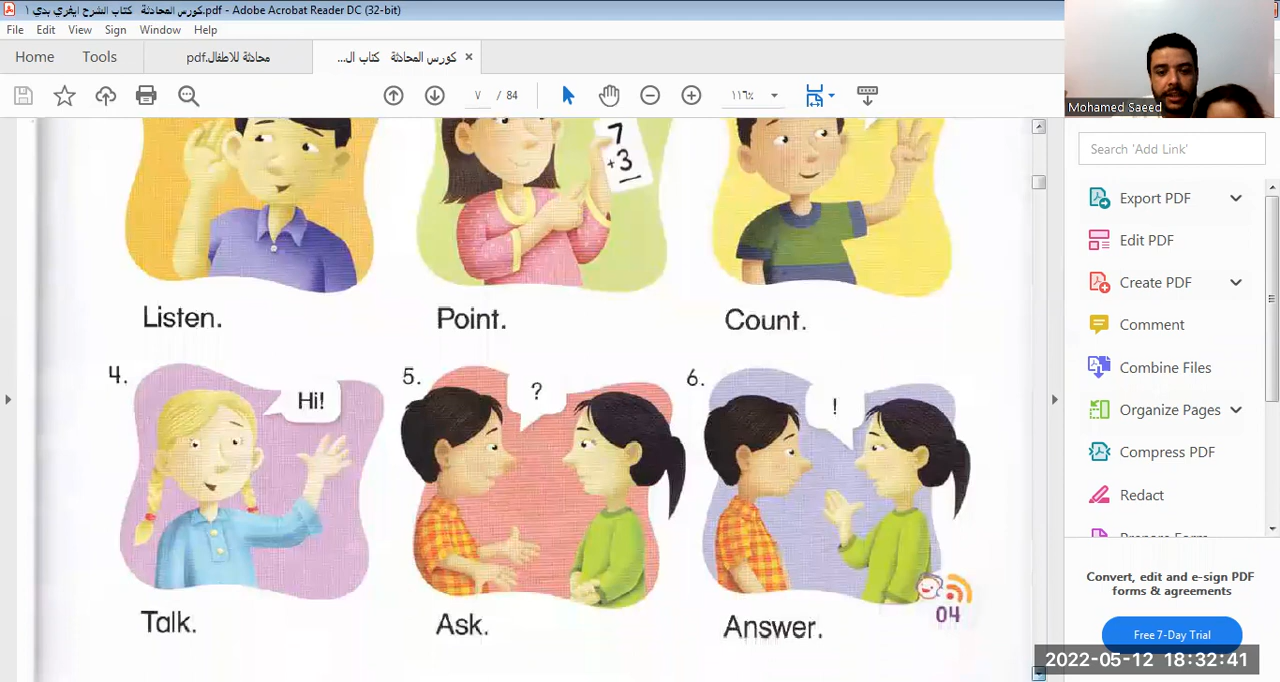 كورس المحادثة كتاب الشرح ايفري بدي ١.pdf - Adobe Acrobat Reader DC (32-bit)
File Edit View Sign Window Help
Home Tools محادثة للاطفال.pdf كورس المحادثة كتاب ال... ×
٧ / 84 ١١٦٪
Mohamed Saeed
Search 'Add Link'
Export PDF
Edit PDF
Create PDF
Comment
Combine Files
Organize Pages
Compress PDF
Redact
Convert, edit and e-sign PDF
forms & agreements
Free 7-Day Trial
7
+3
Listen. Point. Count.
4. Hi! 5. ? 6. !
04
Talk. Ask. Answer.
2022-05-12 18:32:41